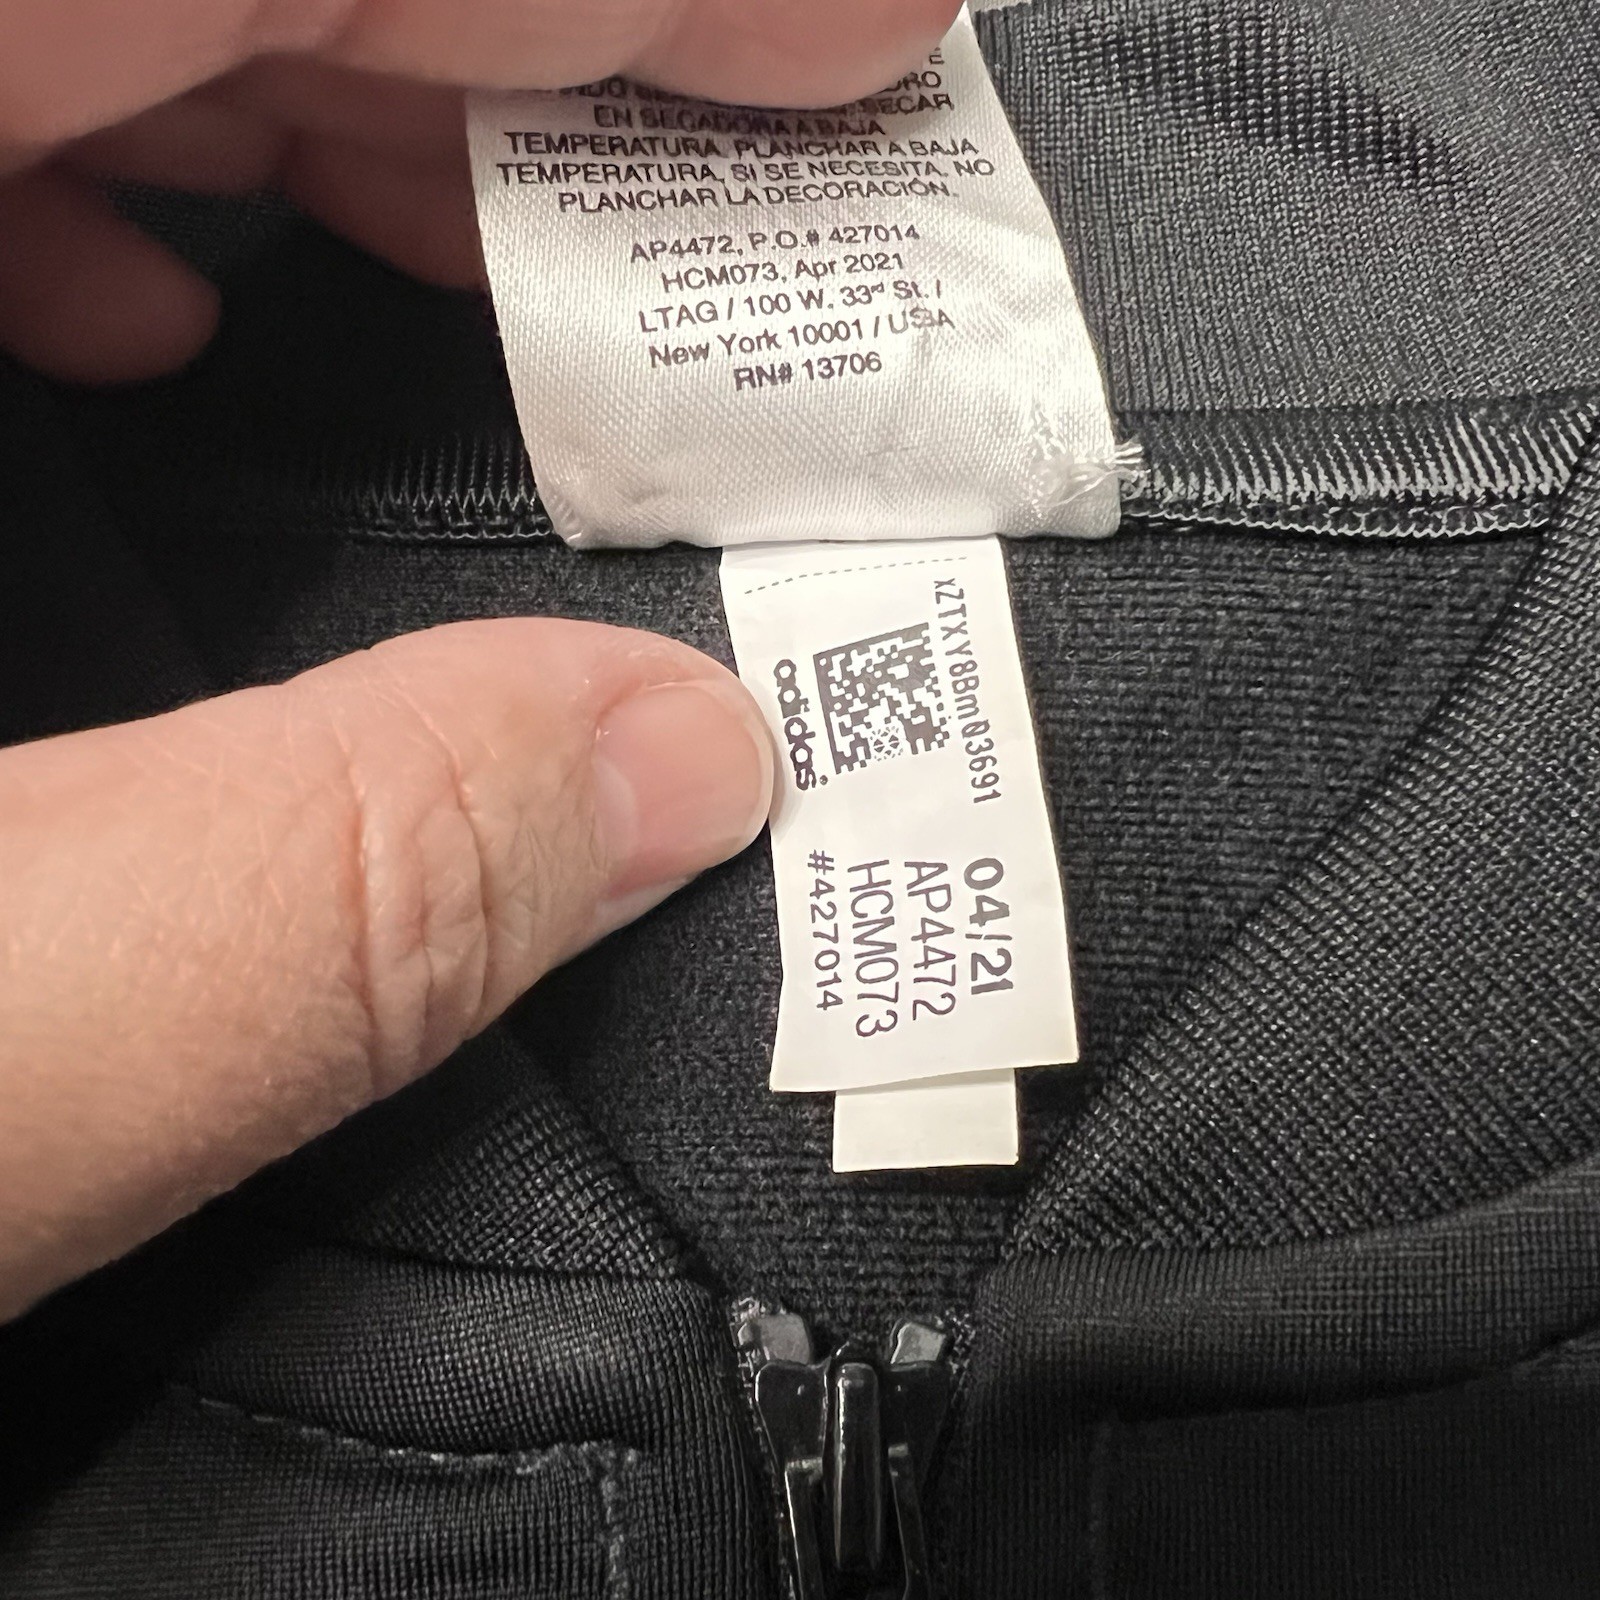 EN SECADORA A BAJA
TEMPERATURA, PLANCHAR A BAJA
TEMPERATURA, SI SE NECESITA. NO
PLANCHAR LA DECORACIÓN.
AP4472, P.O.# 427014
HCM073, Apr 2021
LTAG / 100 W. 33rd St. /
New York 10001 / USA
RN# 13706
XZTXY8BmQ3691
adidas
04/21
AP4472
HCM073
#427014